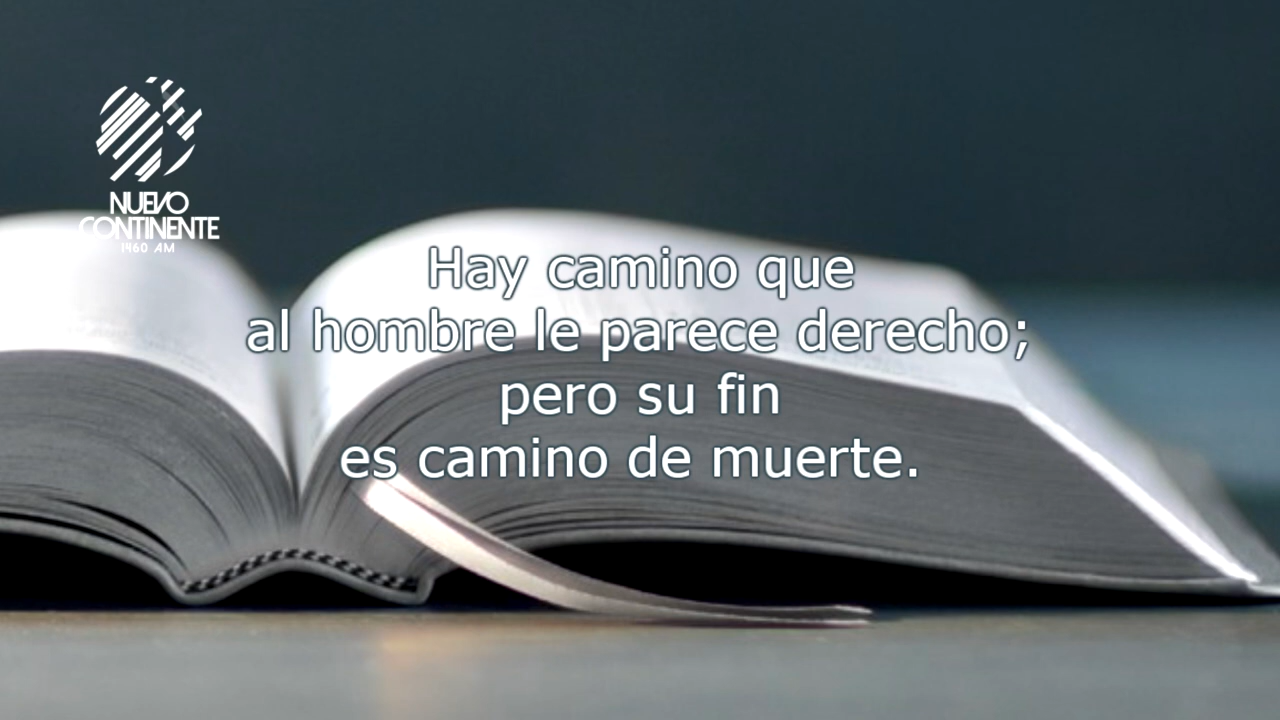 NUEVO
CONTINENTE
1460 AM
Hay camino que
al hombre le parece derecho;
pero su fin
es camino de muerte.